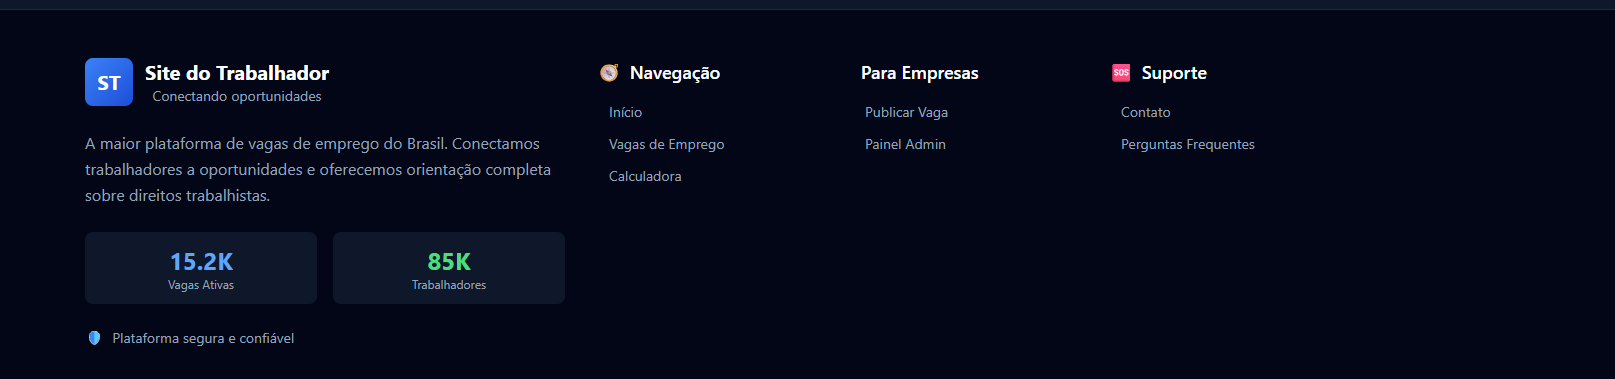 ST
Site do Trabalhador
Conectando oportunidades
A maior plataforma de vagas de emprego do Brasil. Conectamos
trabalhadores a oportunidades e oferecemos orientação completa
sobre direitos trabalhistas.
15.2K
Vagas Ativas
85K
Trabalhadores
Plataforma segura e confiável
Navegação
Início
Vagas de Emprego
Calculadora
Para Empresas
Publicar Vaga
Painel Admin
SOS
Suporte
Contato
Perguntas Frequentes